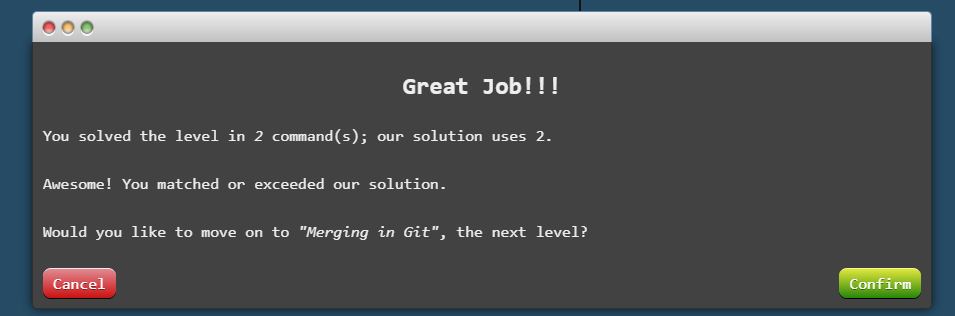 Great Job!!!
You solved the level in 2 command(s); our solution uses 2.
Awesome! You matched or exceeded our solution.
Would you like to move on to "Merging in Git", the next level?
Cancel
Confirm